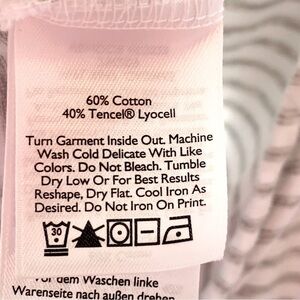 60% Cotton
40% Tencel® Lyocell
Turn Garment Inside Out. Machine
Wash Cold Delicate With Like
Colors. Do Not Bleach. Tumble
Dry Low Or For Best Results
Reshape, Dry Flat. Cool Iron As
Desired. Do Not Iron On Print.
30
Vor dem Waschen linke
Warenseite nach außen drehen